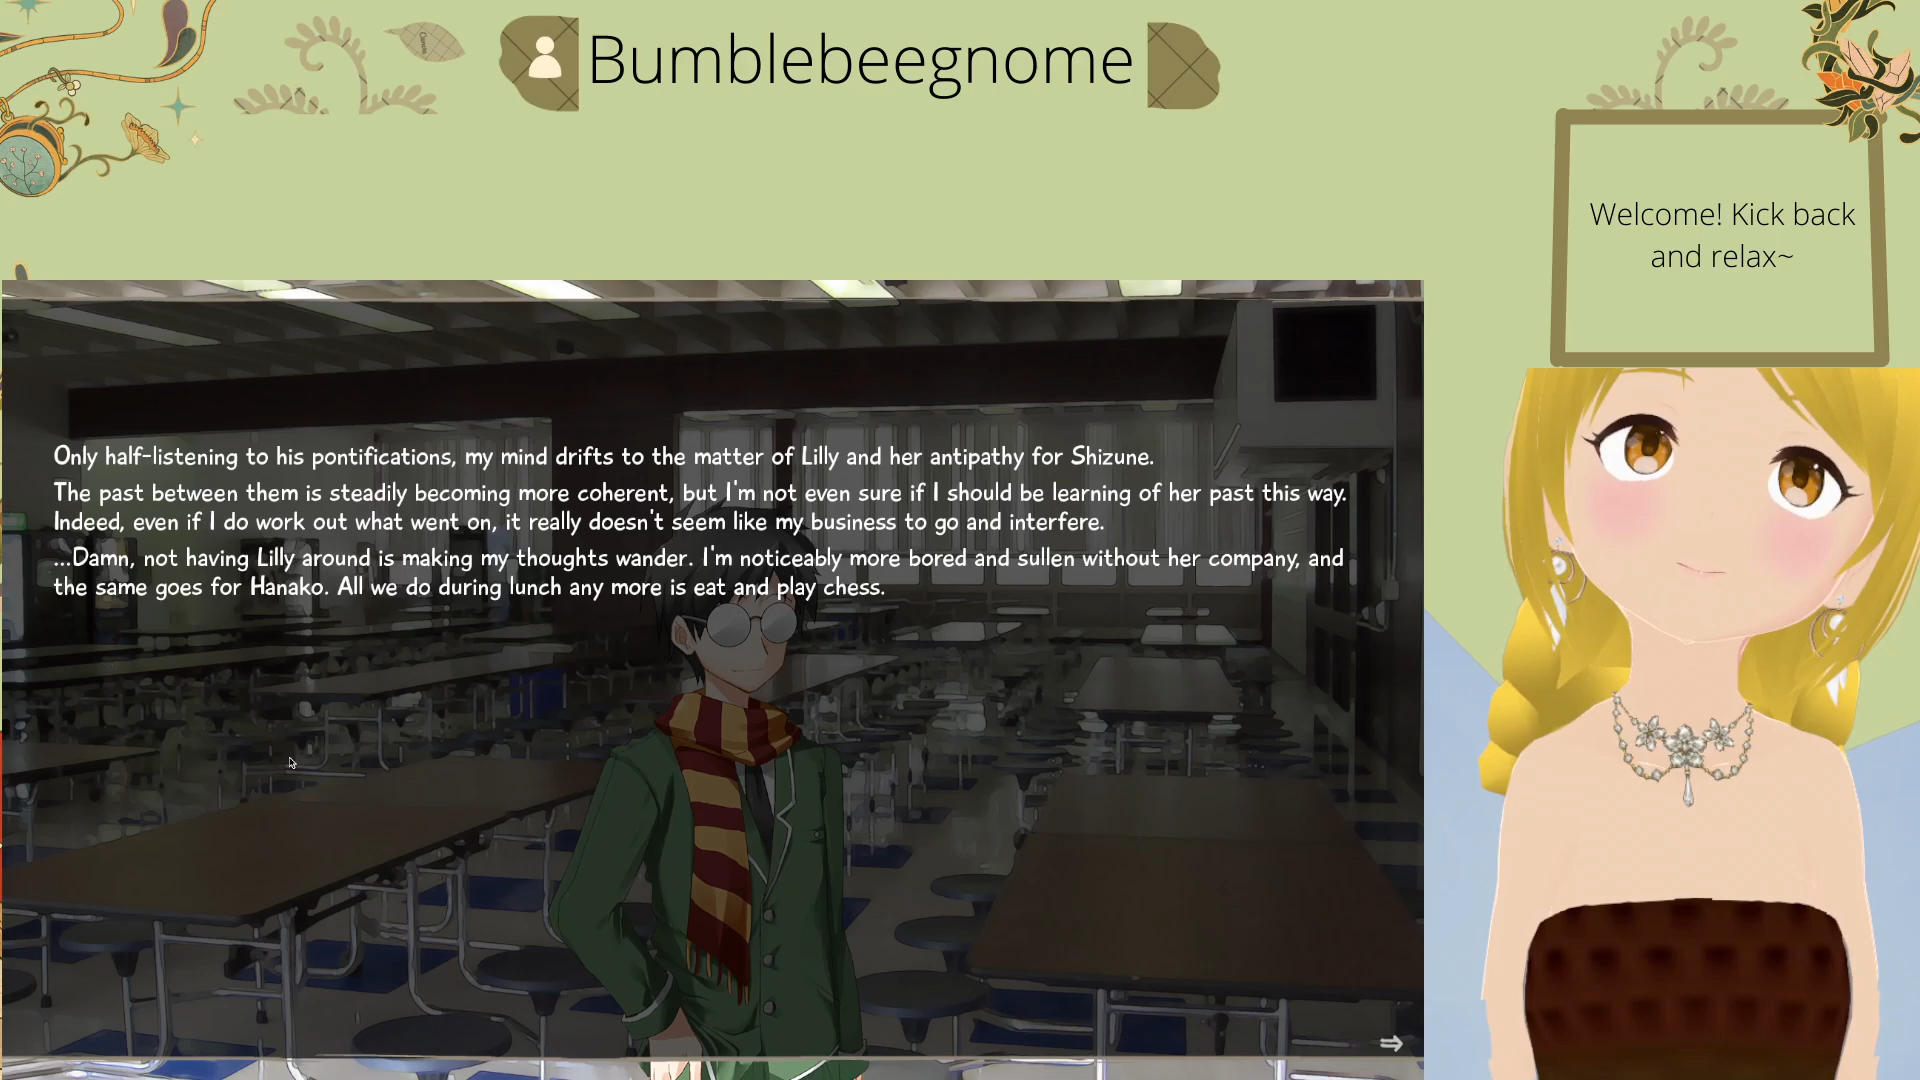 Bumblebeegnome
Canva
Welcome! Kick back
and relax~
Only half-listening to his pontifications, my mind drifts to the matter of Lilly and her antipathy for Shizune.
The past between them is steadily becoming more coherent, but I'm not even sure if I should be learning of her past this way.
Indeed, even if I do work out what went on, it really doesn't seem like my business to go and interfere.
...Damn, not having Lilly around is making my thoughts wander. I'm noticeably more bored and sullen without her company, and
the same goes for Hanako. All we do during lunch any more is eat and play chess.